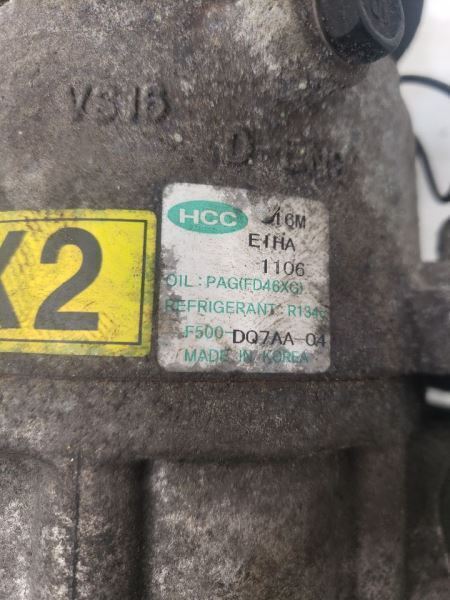 VS16
HCC 16M
E1HA
1106
OIL : PAG(FD46XG)
REFRIGERANT : R134
F500-DQ7AA-04
MADE IN KOREA
X2